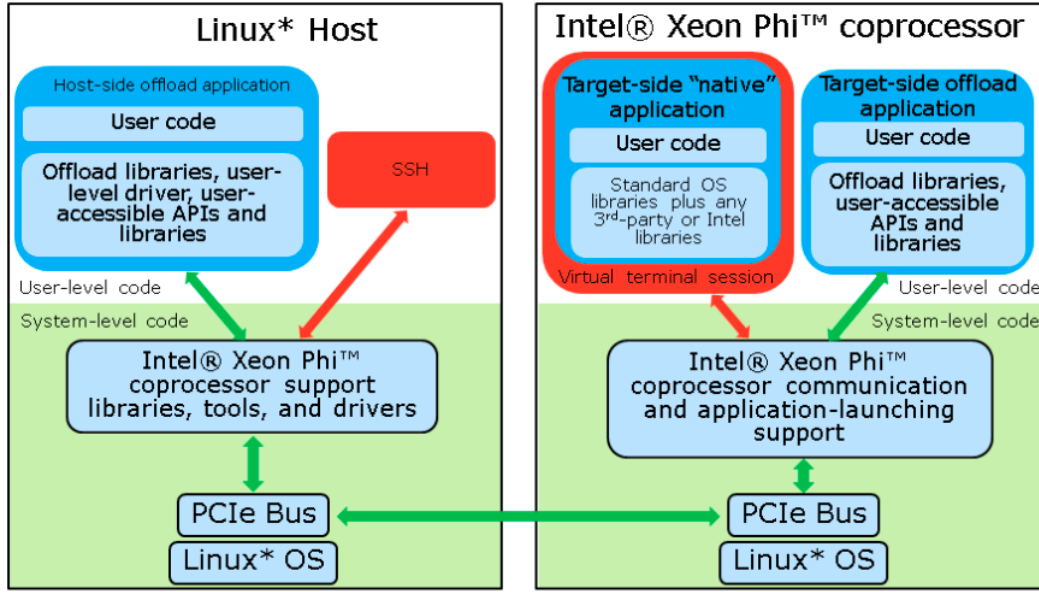 Linux* Host
Host-side offload application
User code
Offload libraries, user-
level driver, user-
accessible APIs and
libraries
SSH
User-level code
System-level code
Intel® Xeon Phi™
coprocessor support
libraries, tools, and drivers
PCIe Bus
Linux* OS
Intel® Xeon Phi™ coprocessor
Target-side “native”
application
User code
Standard OS
libraries plus any
3rd-party or Intel
libraries
Virtual terminal session
Target-side offload
application
User code
Offload libraries,
user-accessible
APIs and
libraries
User-level code
System-level code
Intel® Xeon Phi™
coprocessor communication
and application-launching
support
PCIe Bus
Linux* OS